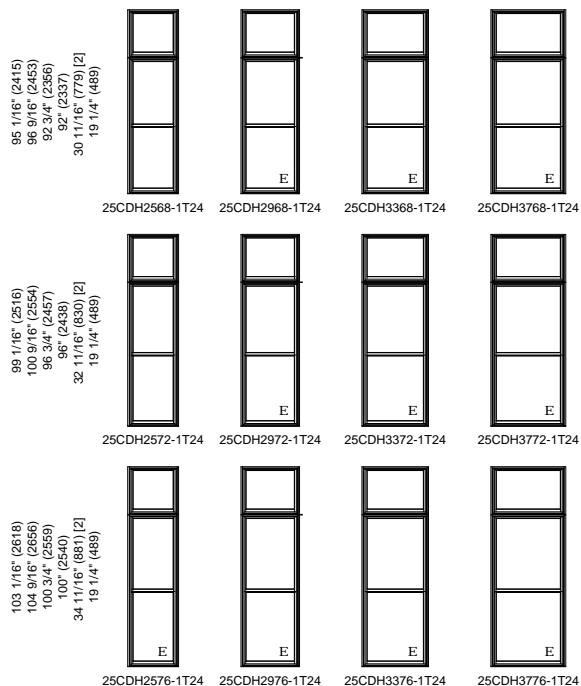 95 1/16" (2415)
96 9/16" (2453)
92 3/4" (2356)
92" (2337)
30 11/16" (779) [2]
19 1/4" (489)
E
E
E
25CDH2568-1T24
25CDH2968-1T24
25CDH3368-1T24
25CDH3768-1T24
99 1/16" (2516)
100 9/16" (2554)
96 3/4" (2457)
96" (2438)
32 11/16" (830) [2]
19 1/4" (489)
E
E
E
25CDH2572-1T24
25CDH2972-1T24
25CDH3372-1T24
25CDH3772-1T24
103 1/16" (2618)
104 9/16" (2656)
100 3/4" (2559)
100" (2540)
34 11/16" (881) [2]
19 1/4" (489)
E
E
E
E
25CDH2576-1T24
25CDH2976-1T24
25CDH3376-1T24
25CDH3776-1T24